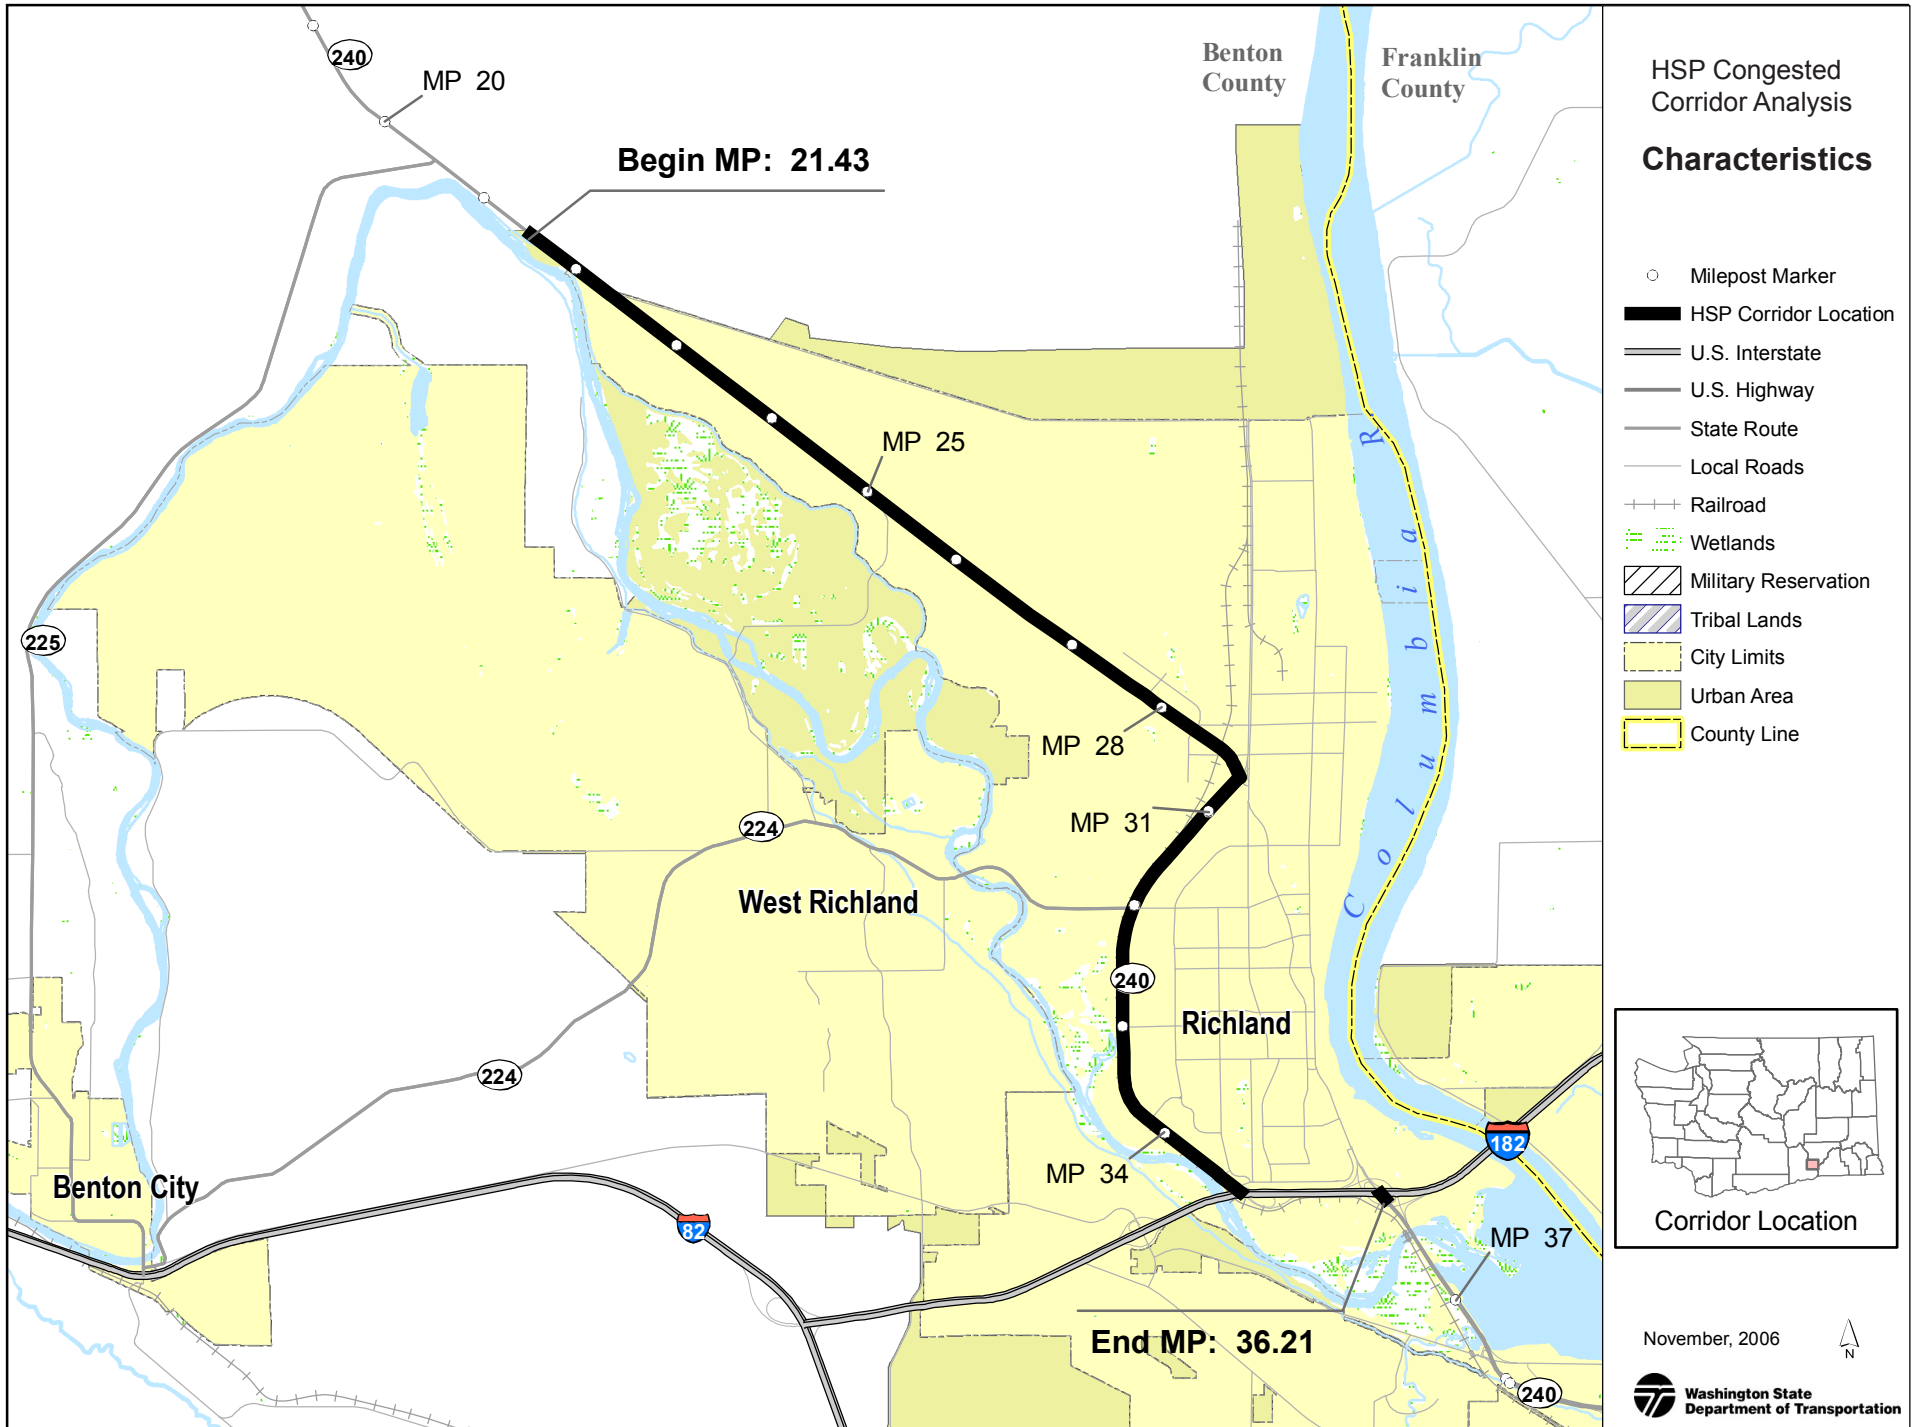 240
MP 20
Begin MP: 21.43
Benton
County
Franklin
County
MP 25
225
MP 28
MP 31
224
West Richland
240
Richland
224
MP 34
Benton City
82
182
MP 37
End MP: 36.21
240
Columbia R
HSP Congested
Corridor Analysis
Characteristics
Milepost Marker
HSP Corridor Location
U.S. Interstate
U.S. Highway
State Route
Local Roads
Railroad
Wetlands
Military Reservation
Tribal Lands
City Limits
Urban Area
County Line
Corridor Location
November, 2006
N
Washington State
Department of Transportation